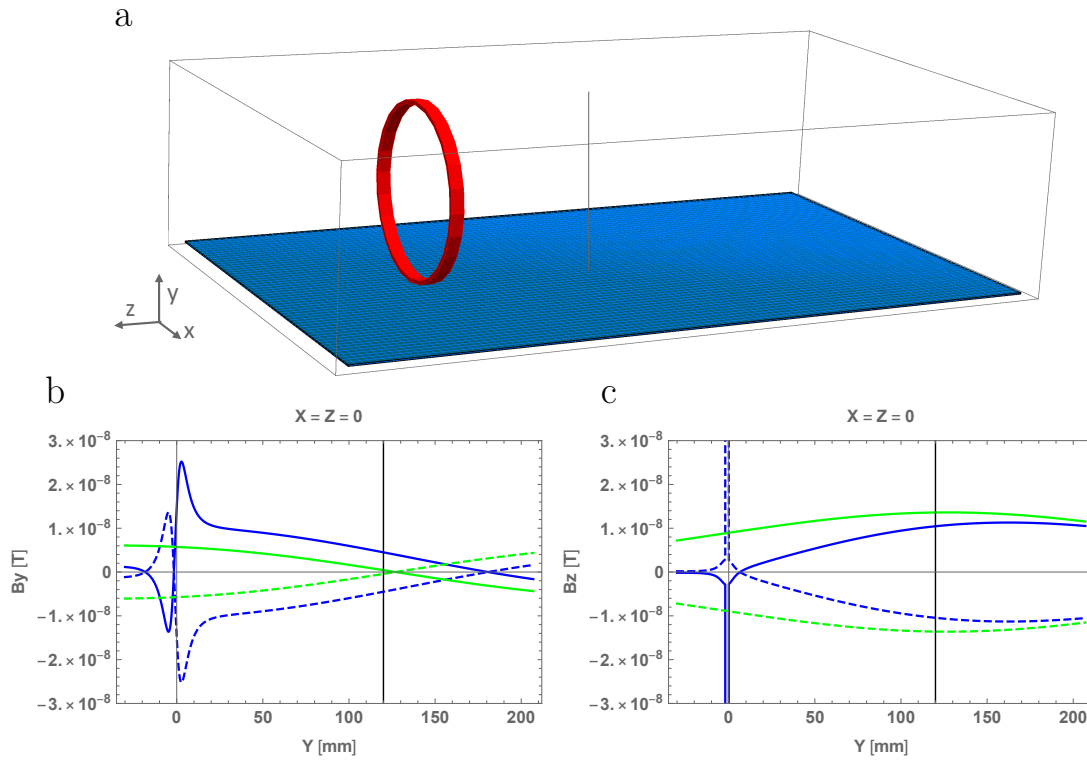 a
y
z
x
b
X = Z = 0
3.×10⁻⁸
2.×10⁻⁸
1.×10⁻⁸
0
−1.×10⁻⁸
−2.×10⁻⁸
−3.×10⁻⁸
By [T]
0 50 100 150 200
Y [mm]
c
X = Z = 0
3.×10⁻⁸
2.×10⁻⁸
1.×10⁻⁸
0
−1.×10⁻⁸
−2.×10⁻⁸
−3.×10⁻⁸
Bz [T]
0 50 100 150 200
Y [mm]